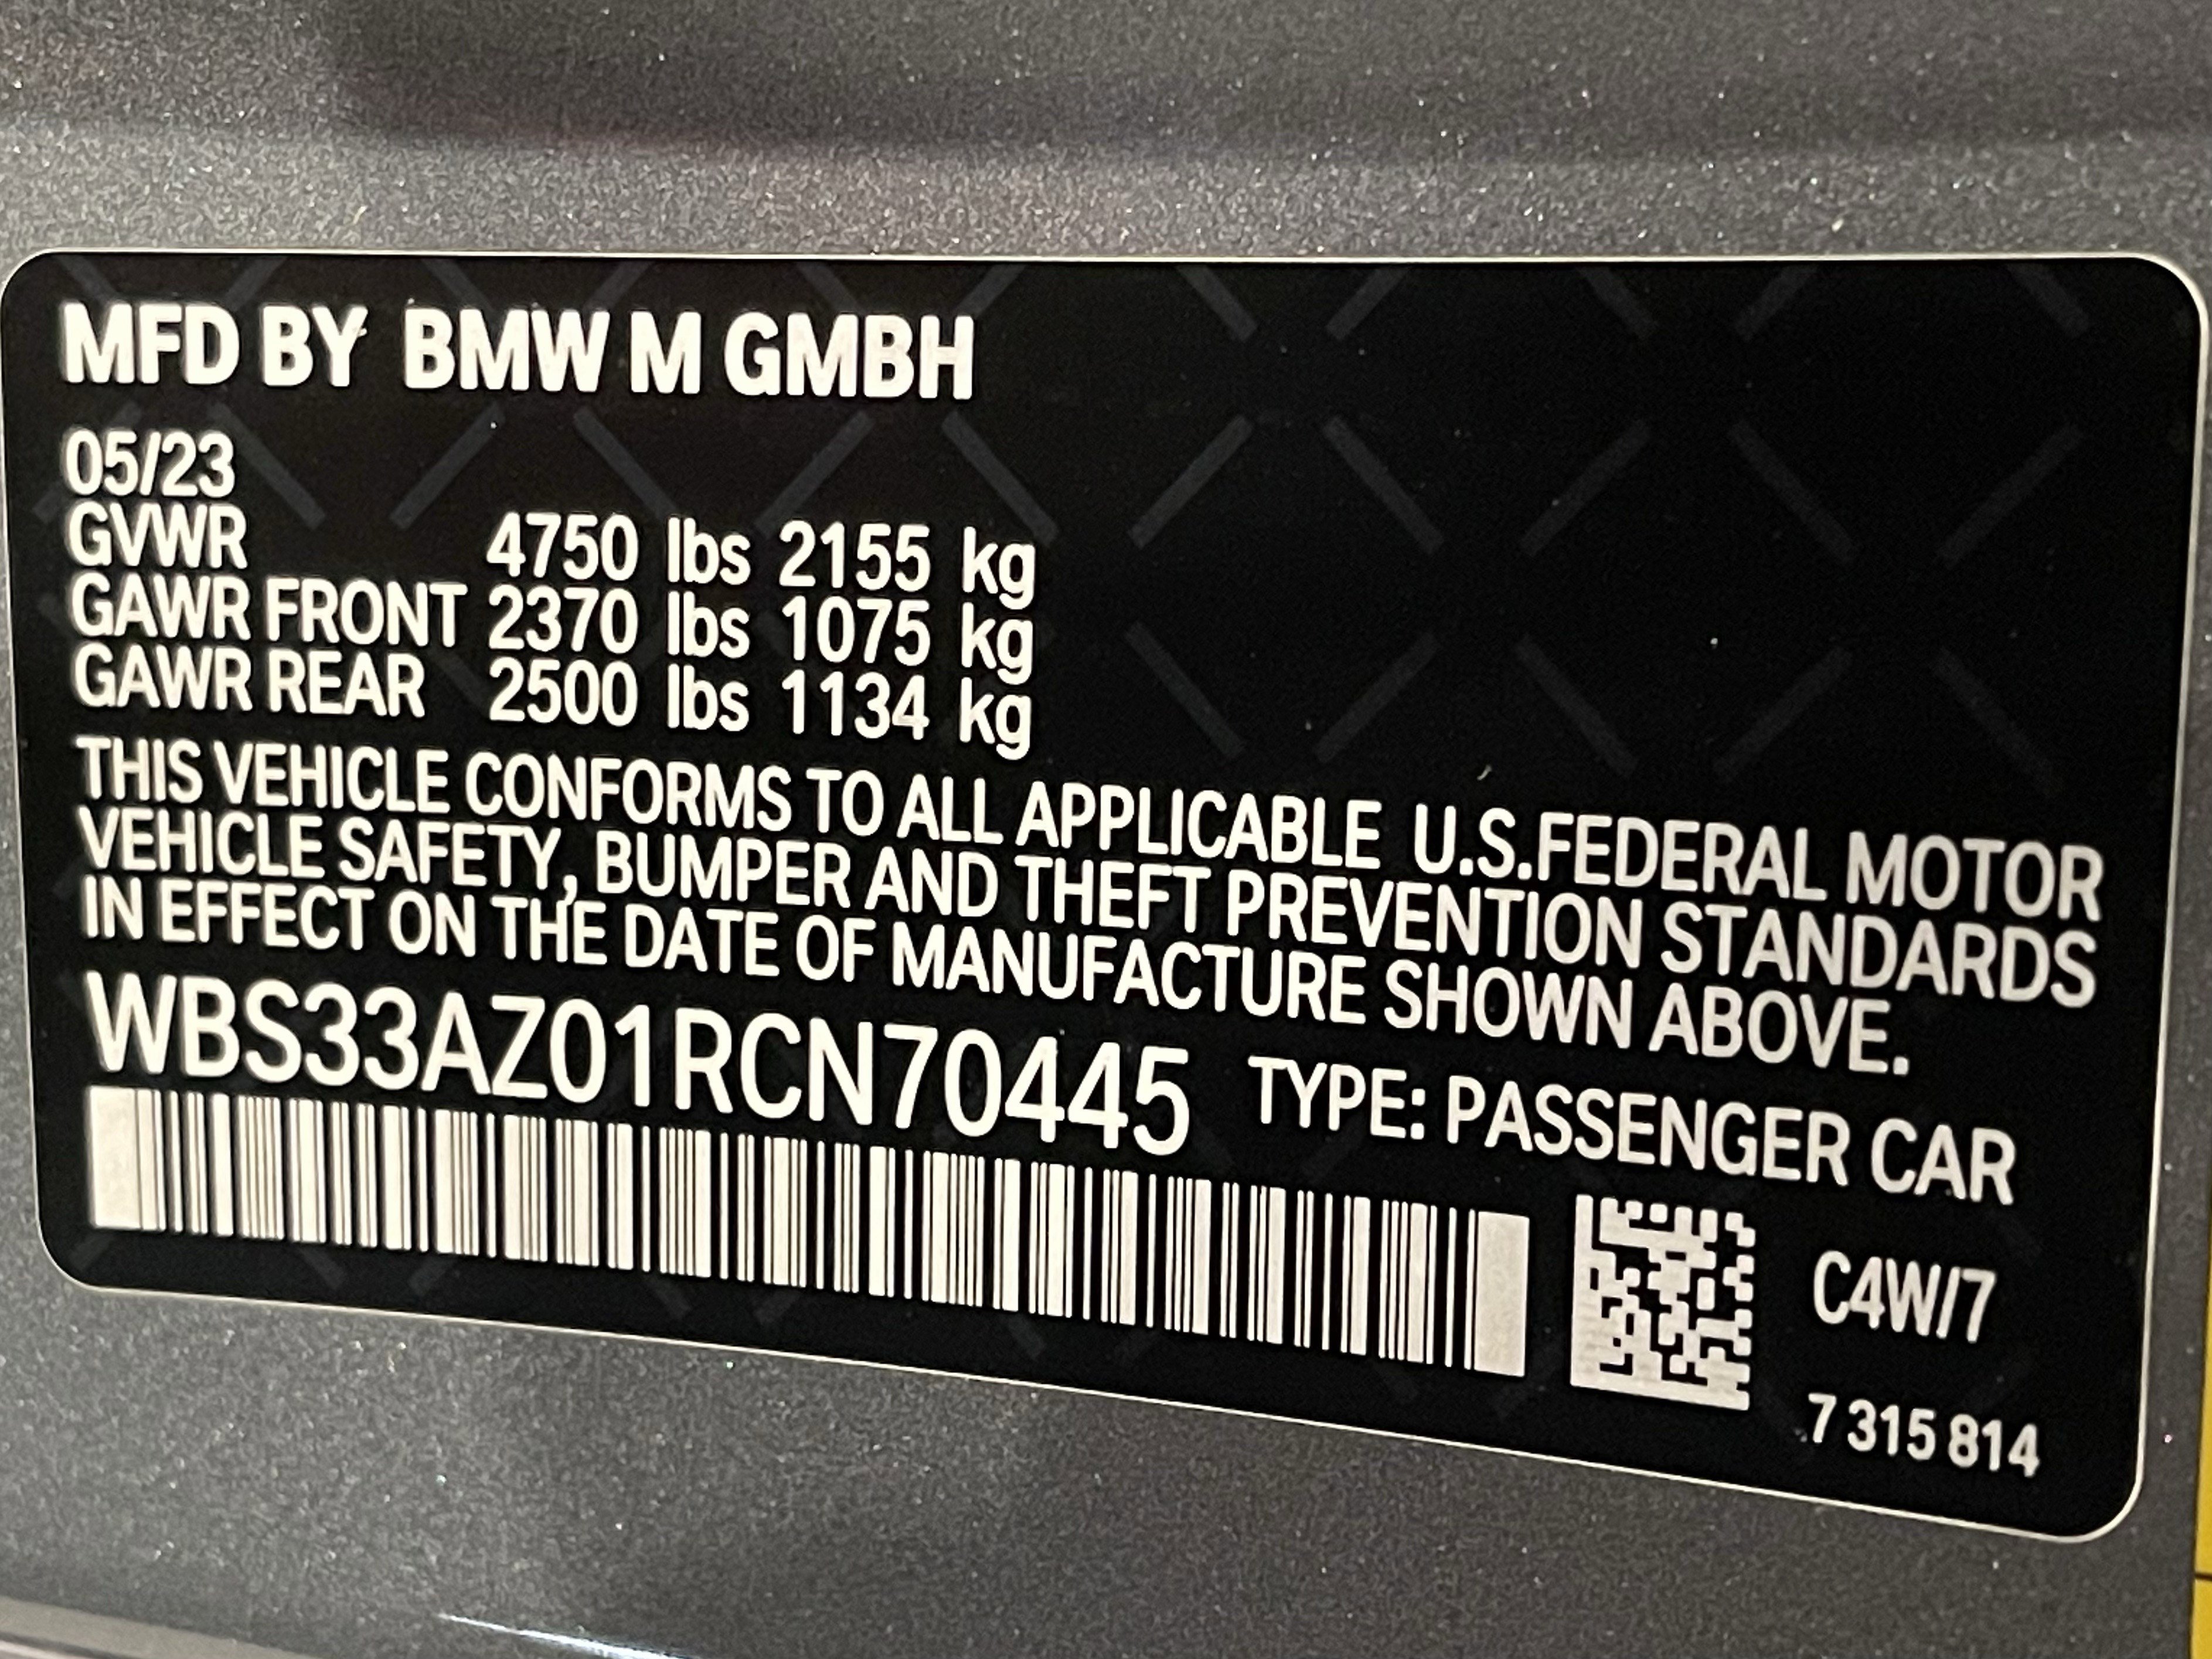 MFD BY BMW M GMBH
05/23
GVWR 4750 lbs 2155 kg
GAWR FRONT 2370 lbs 1075 kg
GAWR REAR 2500 lbs 1134 kg
THIS VEHICLE CONFORMS TO ALL APPLICABLE U.S.FEDERAL MOTOR
VEHICLE SAFETY, BUMPER AND THEFT PREVENTION STANDARDS
IN EFFECT ON THE DATE OF MANUFACTURE SHOWN ABOVE.
WBS33AZ01RCN70445 TYPE: PASSENGER CAR
C4W/7
7 315 814